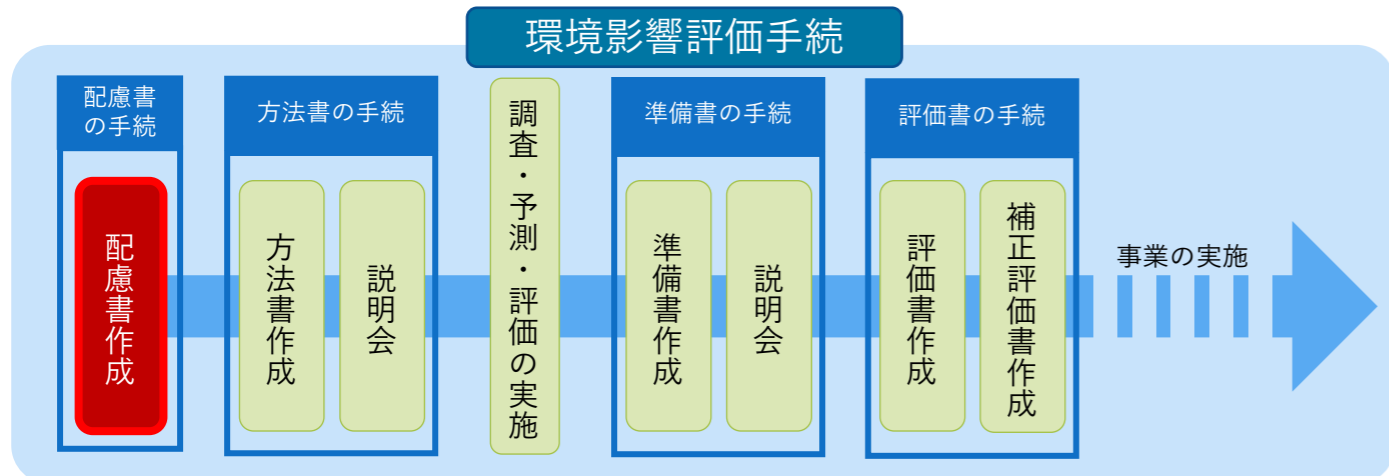 環境影響評価手続
配慮書
の手続
配慮書作成
方法書の手続
方法書作成
説明会
調査・予測・評価の実施
準備書の手続
準備書作成
説明会
評価書の手続
評価書作成
補正評価書作成
事業の実施